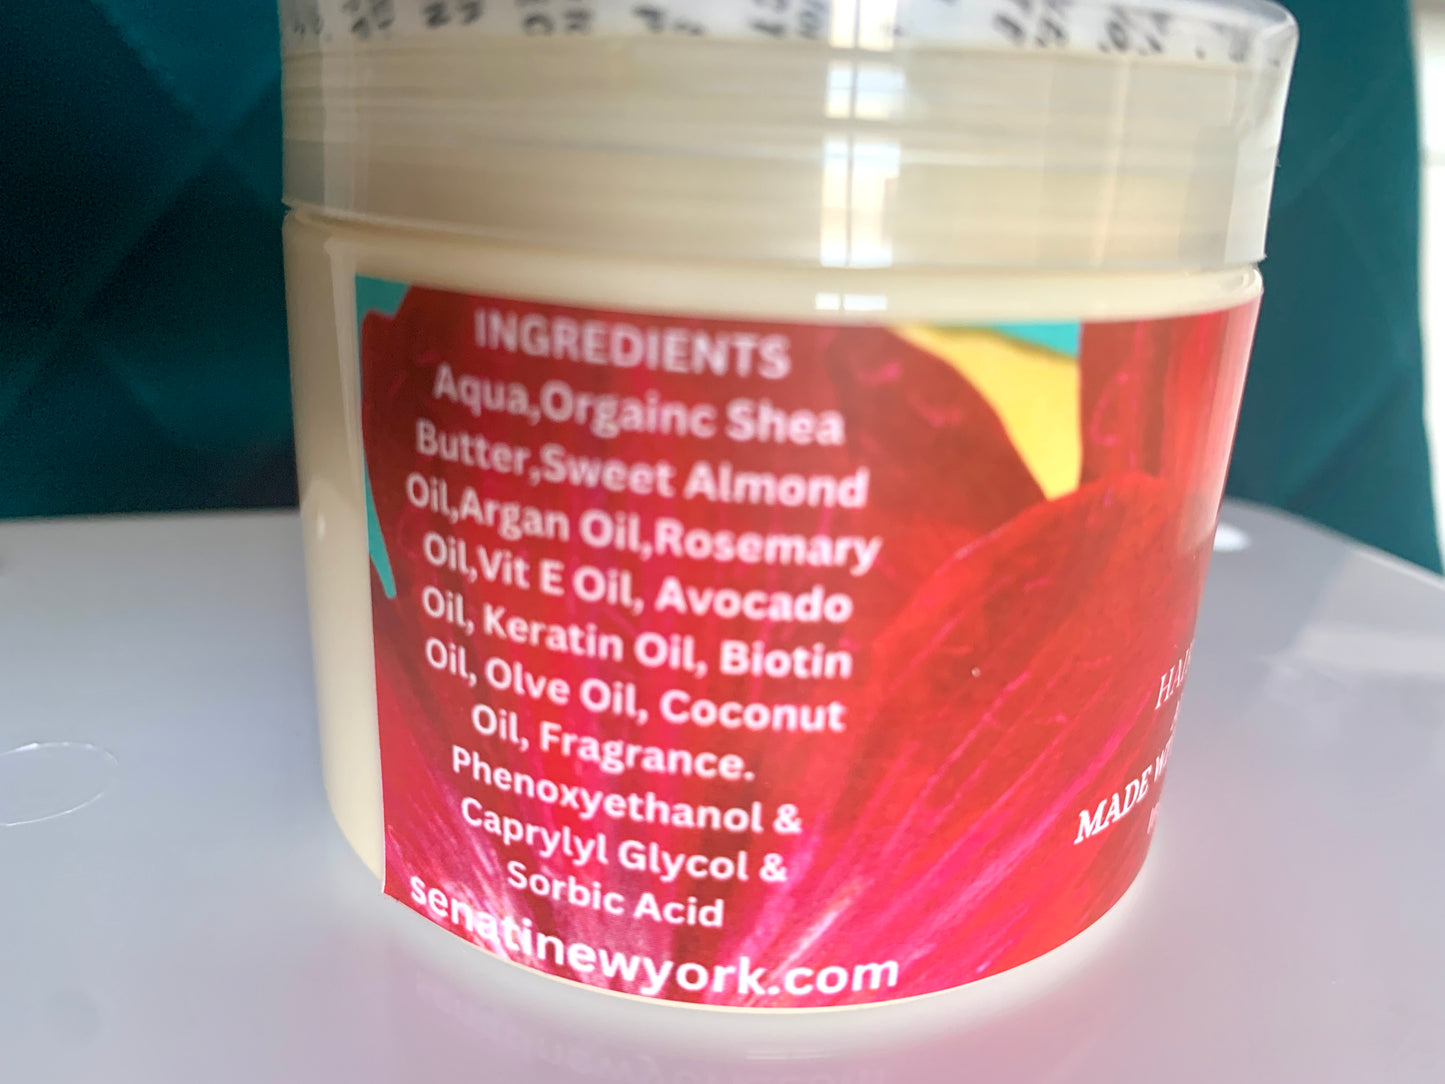 INGREDIENTS
Aqua,Orgainc Shea
Butter,Sweet Almond
Oil,Argan Oil,Rosemary
Oil,Vit E Oil, Avocado
Oil, Keratin Oil, Biotin
Oil, Olve Oil, Coconut
Oil, Fragrance.
Phenoxyethanol &
Caprylyl Glycol &
Sorbic Acid
senatinewyork.com
MADE